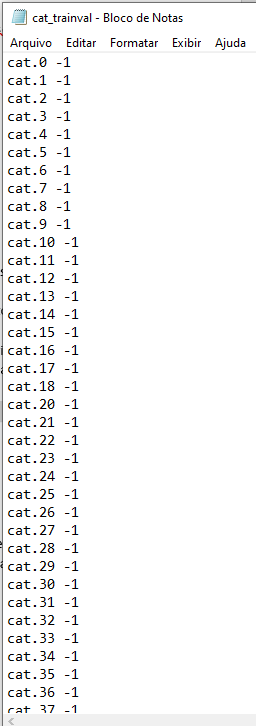 cat_trainval - Bloco de Notas
Arquivo Editar Formatar Exibir Ajuda
cat.0 -1
cat.1 -1
cat.2 -1
cat.3 -1
cat.4 -1
cat.5 -1
cat.6 -1
cat.7 -1
cat.8 -1
cat.9 -1
cat.10 -1
cat.11 -1
cat.12 -1
cat.13 -1
cat.14 -1
cat.15 -1
cat.16 -1
cat.17 -1
cat.18 -1
cat.20 -1
cat.21 -1
cat.22 -1
cat.23 -1
cat.24 -1
cat.25 -1
cat.26 -1
cat.27 -1
cat.28 -1
cat.29 -1
cat.30 -1
cat.31 -1
cat.32 -1
cat.33 -1
cat.34 -1
cat.35 -1
cat.36 -1
cat.37 -1